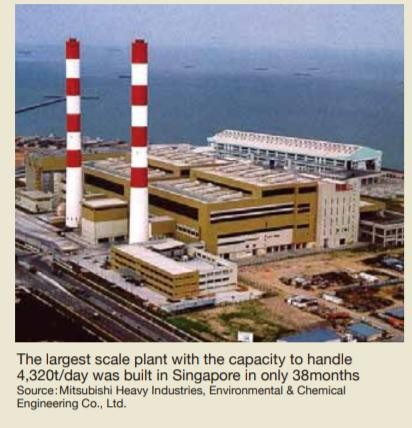 The largest scale plant with the capacity to handle
4,320t/day was built in Singapore in only 38months
Source:Mitsubishi Heavy Industries, Environmental & Chemical
Engineering Co., Ltd.